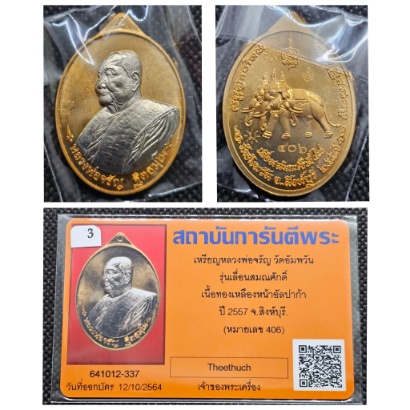 หลวงพ่อจรัญ ฐิตธมฺโม
๔๐๖
3
สถาบันการันตีพระ
เหรียญหลวงพ่อจรัญ วัดอัมพวัน
รุ่นเลื่อนสมณศักดิ์
เนื้อทองเหลืองหน้าอัลปาก้า
ปี 2557 จ.สิงห์บุรี
(หมายเลข 406)
641012-337
วันที่ออกบัตร 12/10/2564
Theethuch
เจ้าของพระเครื่อง